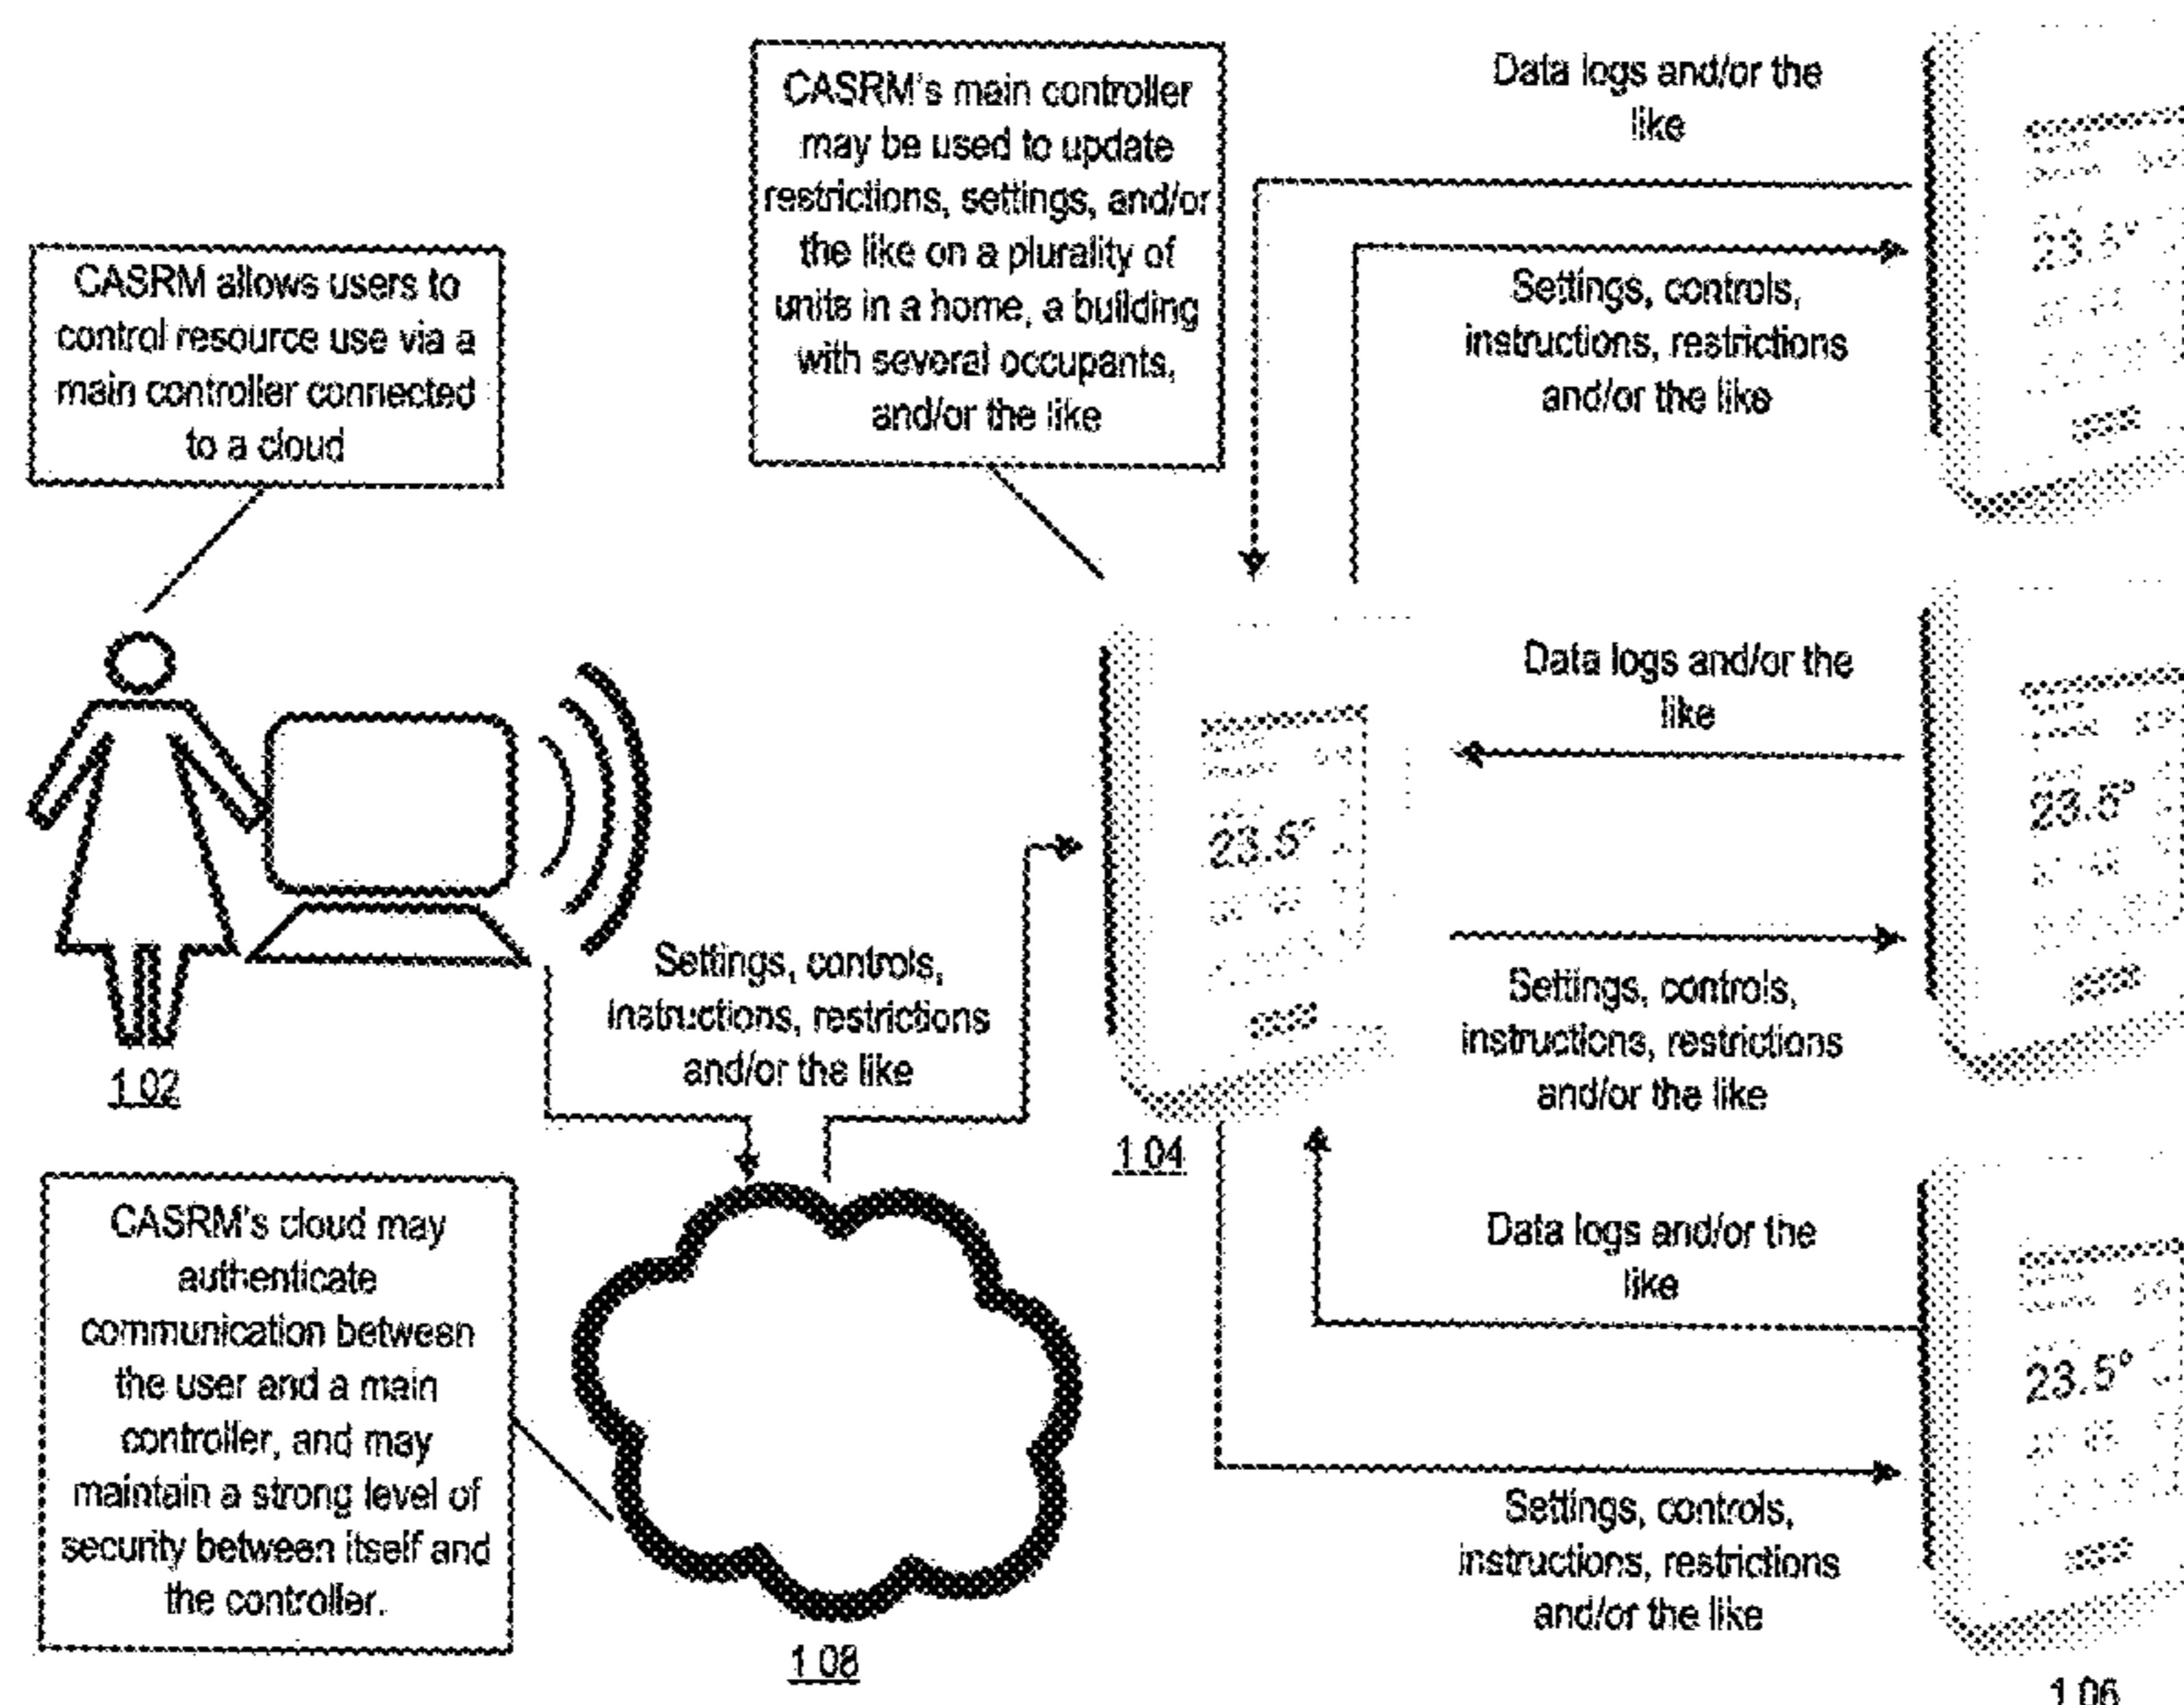 CASRM allows users to
control resource use via a
main controller connected
to a cloud
CASRM's main controller
may be used to update
restrictions, settings, and/or
the like on a plurality of
units in a home, a building
with several occupants,
and/or the like
Data logs and/or the
like
Settings, controls,
instructions, restrictions
and/or the like
23.5°
Data logs and/or the
like
23.5°
23.5°
Settings, controls,
instructions, restrictions
and/or the like
Settings, controls,
instructions, restrictions
and/or the like
102
104
CASRM's cloud may
authenticate
communication between
the user and a main
controller, and may
maintain a strong level of
security between itself and
the controller.
Data logs and/or the
like
23.5°
Settings, controls,
instructions, restrictions
and/or the like
108
106